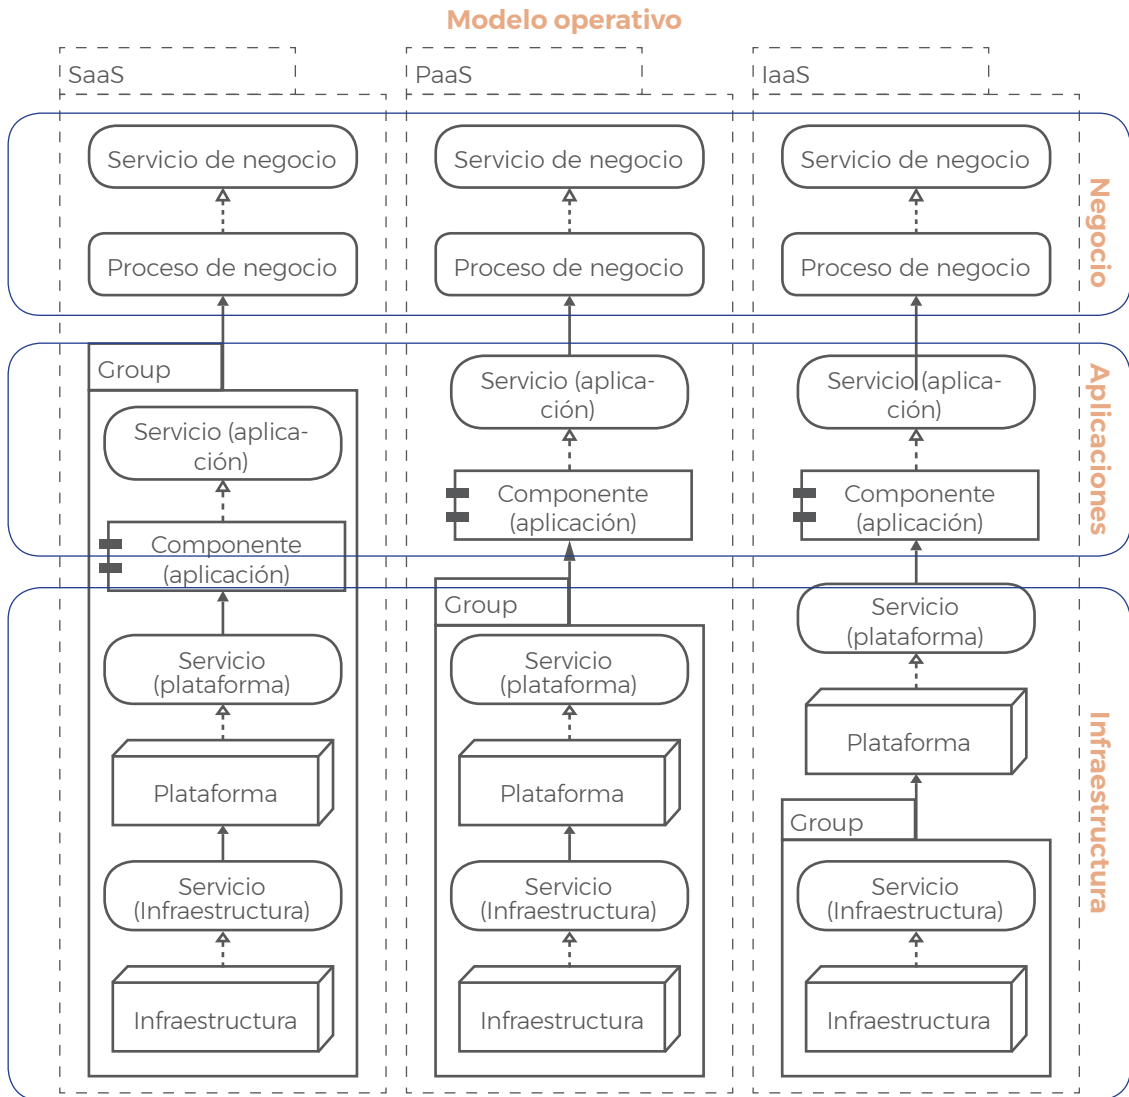 Modelo operativo
SaaS
Servicio de negocio
Proceso de negocio
Group
Servicio (aplica-
ción)
Componente
(aplicación)
Servicio
(plataforma)
Plataforma
Servicio
(Infraestructura)
Infraestructura
PaaS
Servicio de negocio
Proceso de negocio
Servicio (aplica-
ción)
Componente
(aplicación)
Group
Servicio
(plataforma)
Plataforma
Servicio
(Infraestructura)
Infraestructura
IaaS
Servicio de negocio
Proceso de negocio
Servicio (aplica-
ción)
Componente
(aplicación)
Servicio
(plataforma)
Plataforma
Group
Servicio
(Infraestructura)
Infraestructura
Negocio
Aplicaciones
Infraestructura